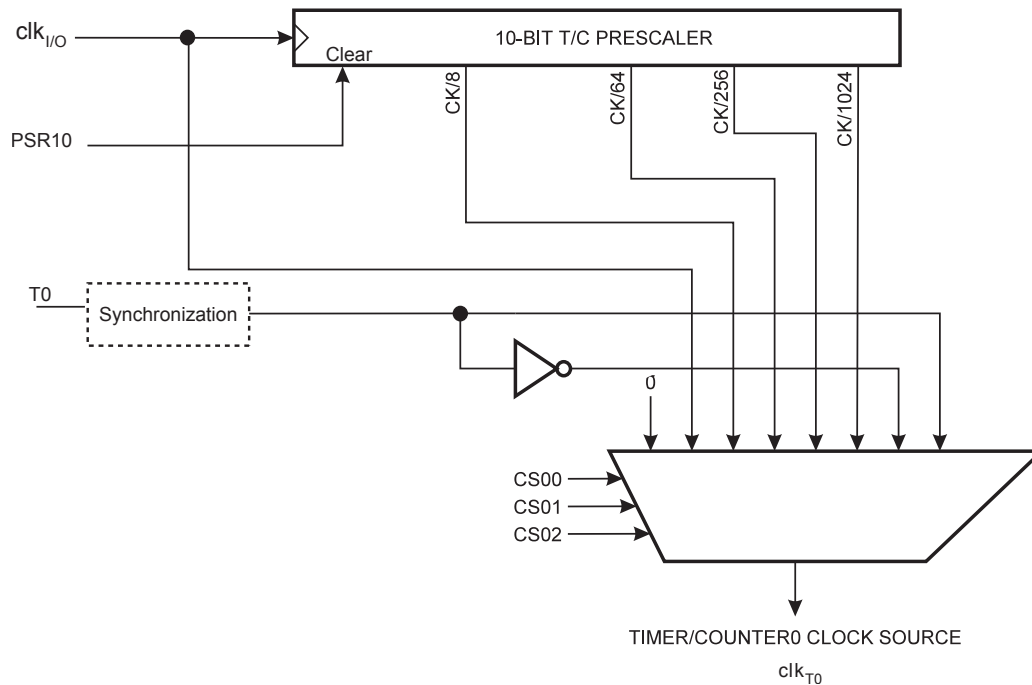 clkI/O
10-BIT T/C PRESCALER
Clear
CK/8
CK/64
CK/256
CK/1024
PSR10
T0
Synchronization
0
CS00
CS01
CS02
TIMER/COUNTER0 CLOCK SOURCE
clkT0